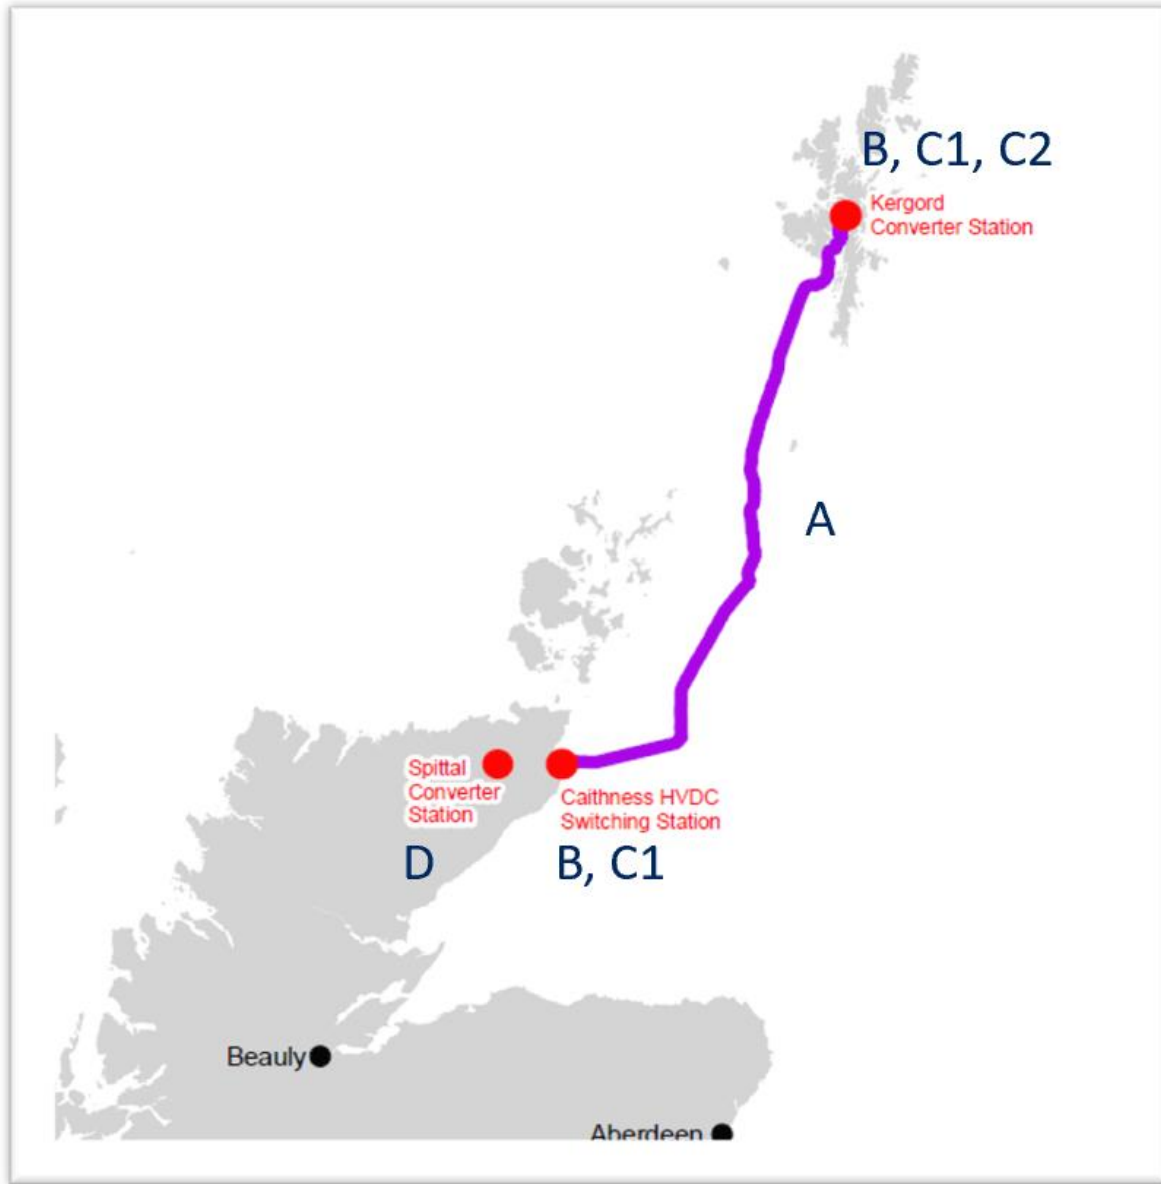 B, C1, C2
Kergord
Converter Station
A
Spittal
Converter
Station
Caithness HVDC
Switching Station
D
B, C1
Beauly
Aberdeen